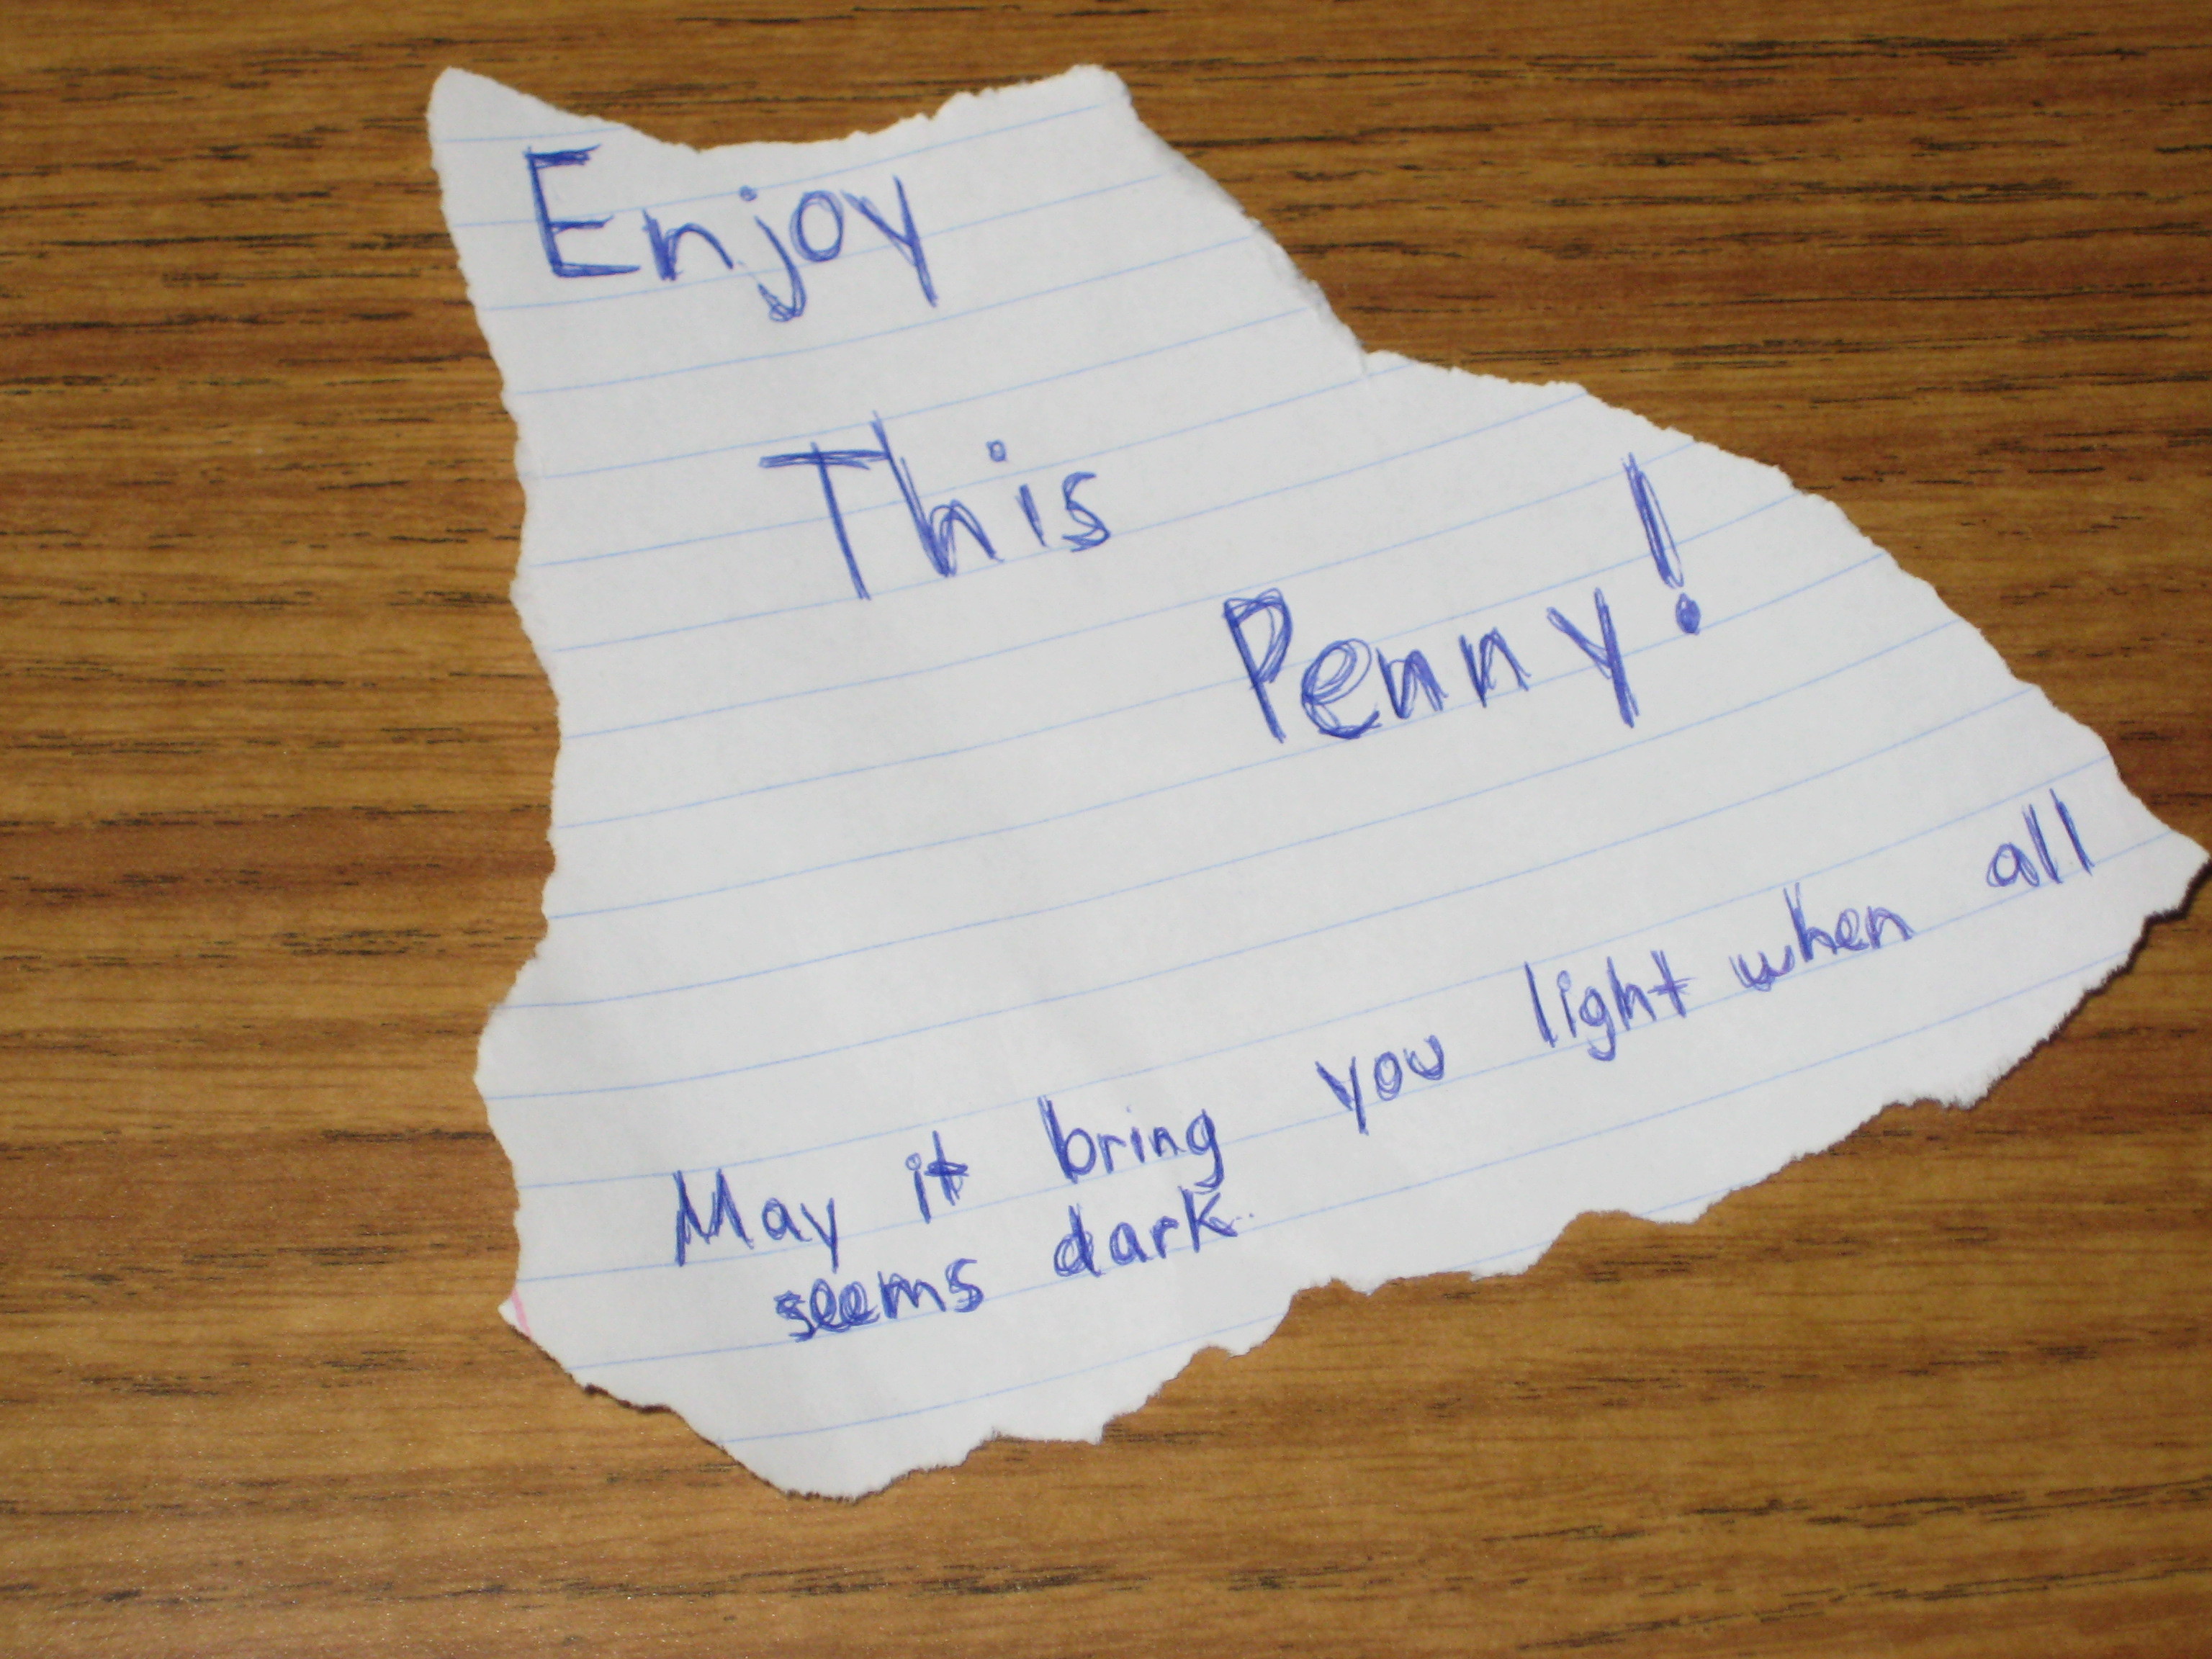 Enjoy
This
Penny!
May it bring you light when all
seems dark.